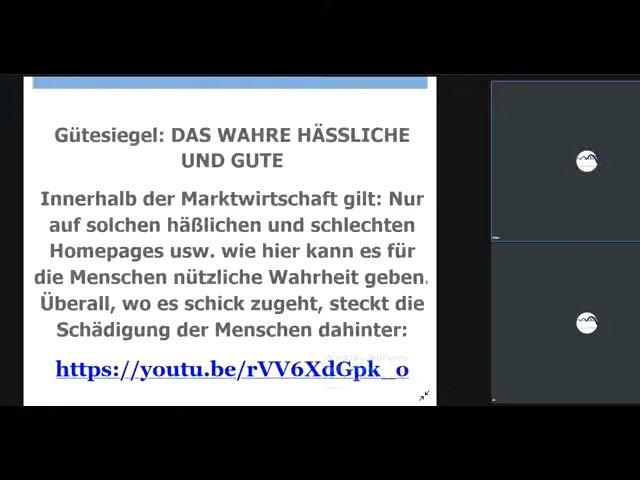 Gütesiegel: DAS WAHRE HÄSSLICHE
UND GUTE
Innerhalb der Marktwirtschaft gilt: Nur
auf solchen häßlichen und schlechten
Homepages usw. wie hier kann es für
die Menschen nützliche Wahrheit geben.
Überall, wo es schick zugeht, steckt die
Schädigung der Menschen dahinter:
https://youtu.be/rVV6XdGpk_o